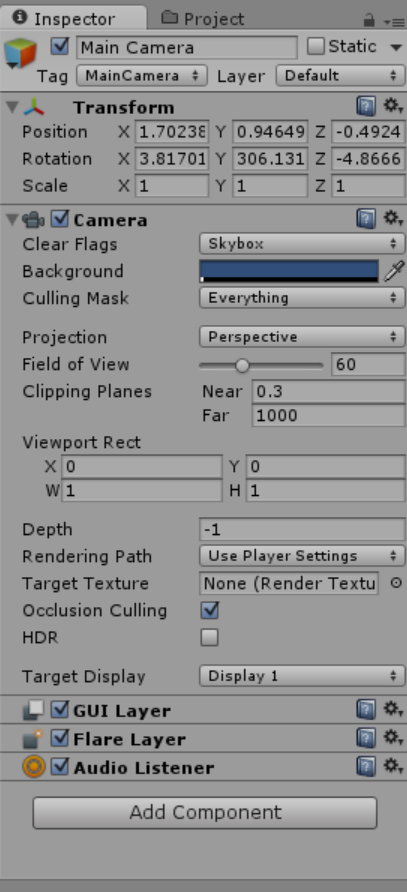 Inspector Project
Main Camera Static
Tag MainCamera Layer Default
Transform
Position X 1.70238 Y 0.94649 Z -0.4924
Rotation X 3.81701 Y 306.131 Z -4.8666
Scale X 1 Y 1 Z 1
Camera
Clear Flags Skybox
Background
Culling Mask Everything
Projection Perspective
Field of View 60
Clipping Planes Near 0.3
Far 1000
Viewport Rect
X 0 Y 0
W 1 H 1
Depth -1
Rendering Path Use Player Settings
Target Texture None (Render Textu
Occlusion Culling
HDR
Target Display Display 1
GUI Layer
Flare Layer
Audio Listener
Add Component